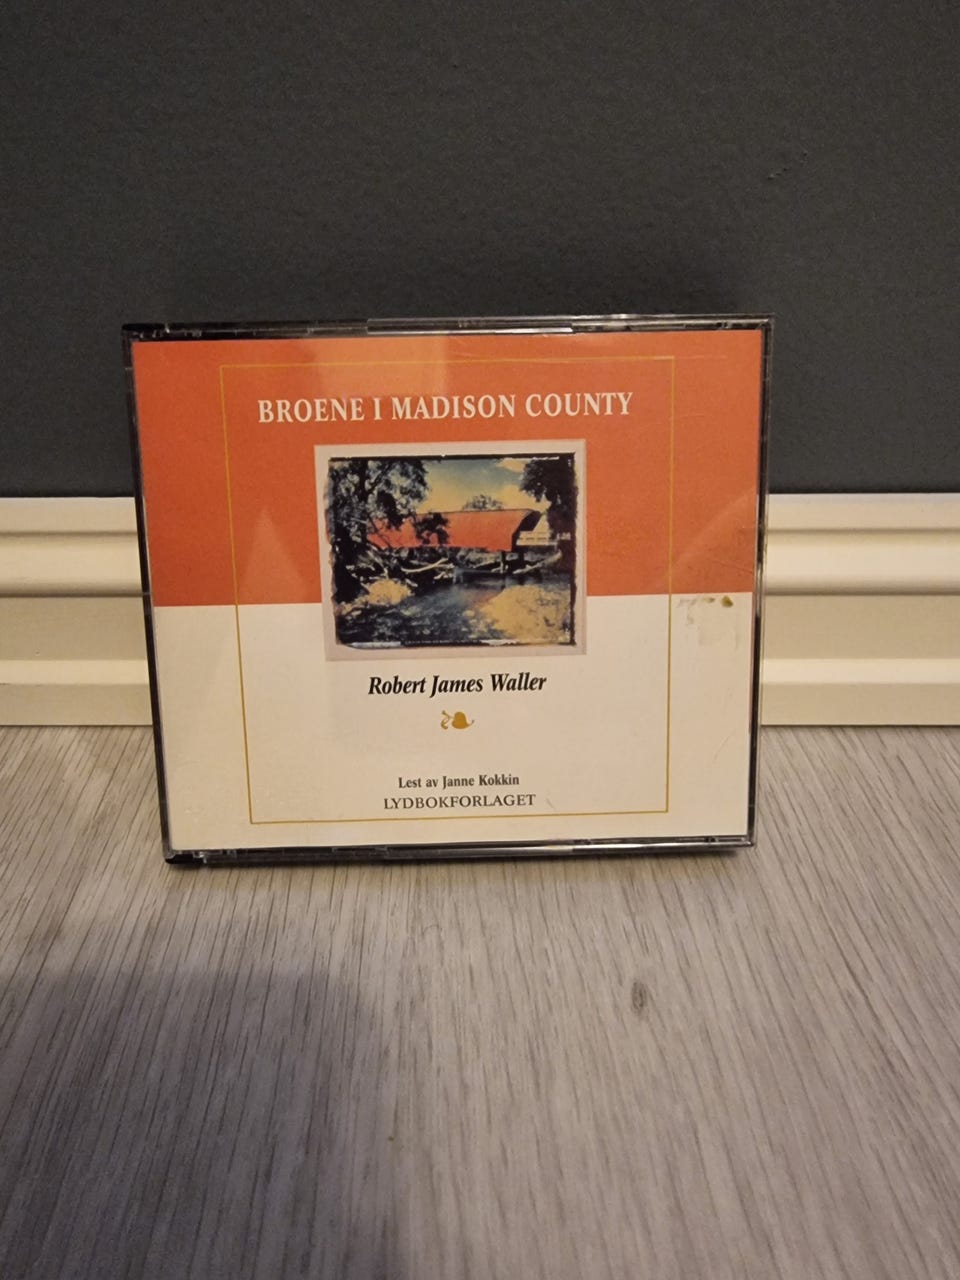 BROENE I MADISON COUNTY
Robert James Waller
Lest av Janne Kokkin
LYDBOKFORLAGET